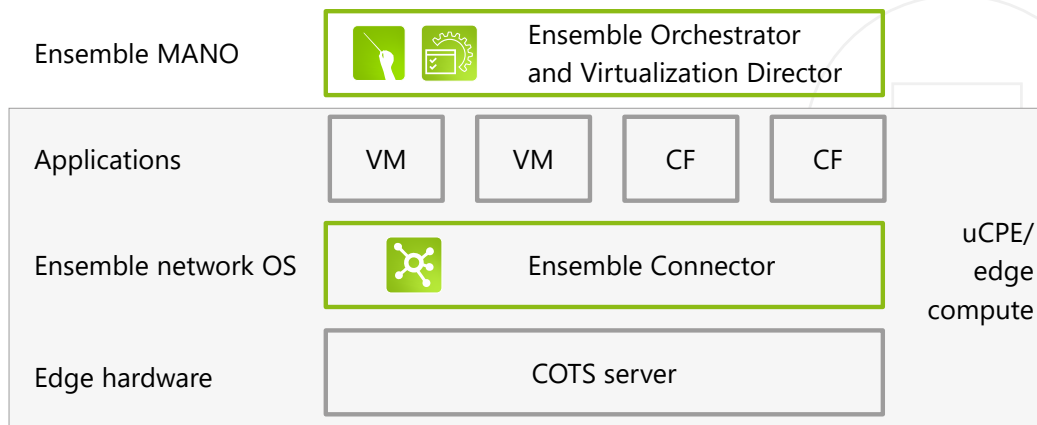 Ensemble MANO
Ensemble Orchestrator
and Virtualization Director
Applications
VM
VM
CF
CF
Ensemble network OS
Ensemble Connector
uCPE/
edge
compute
Edge hardware
COTS server